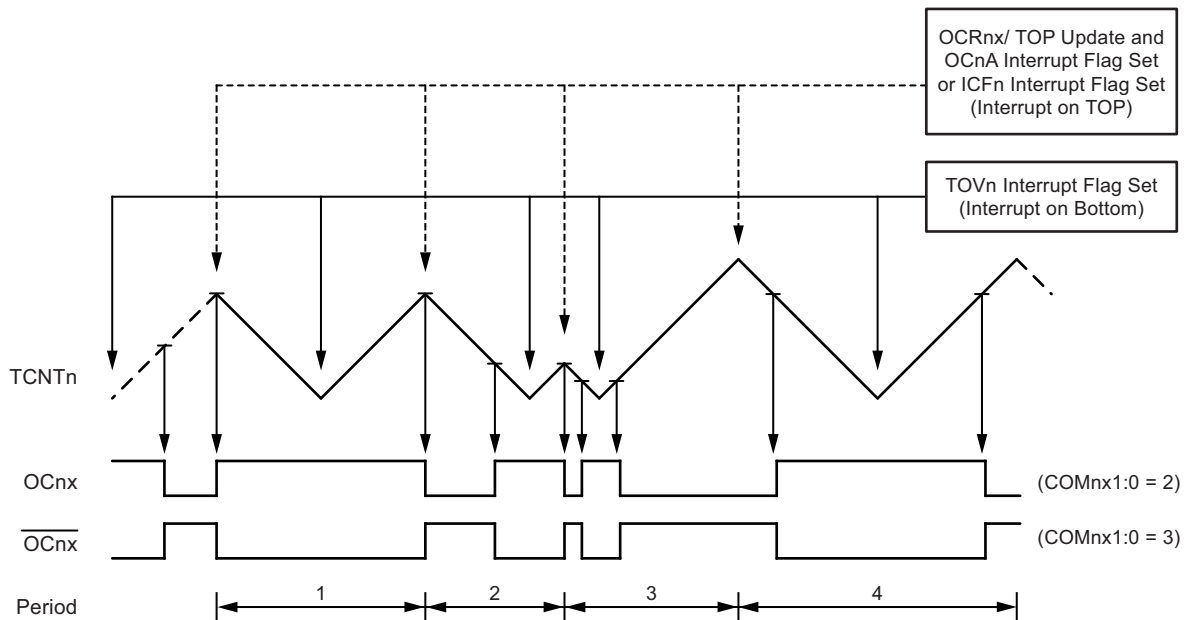 OCRnx/ TOP Update and
OCnA Interrupt Flag Set
or ICFn Interrupt Flag Set
(Interrupt on TOP)
TOVn Interrupt Flag Set
(Interrupt on Bottom)
TCNTn
OCnx
(COMnx1:0 = 2)
OCnx
(COMnx1:0 = 3)
Period
1
2
3
4